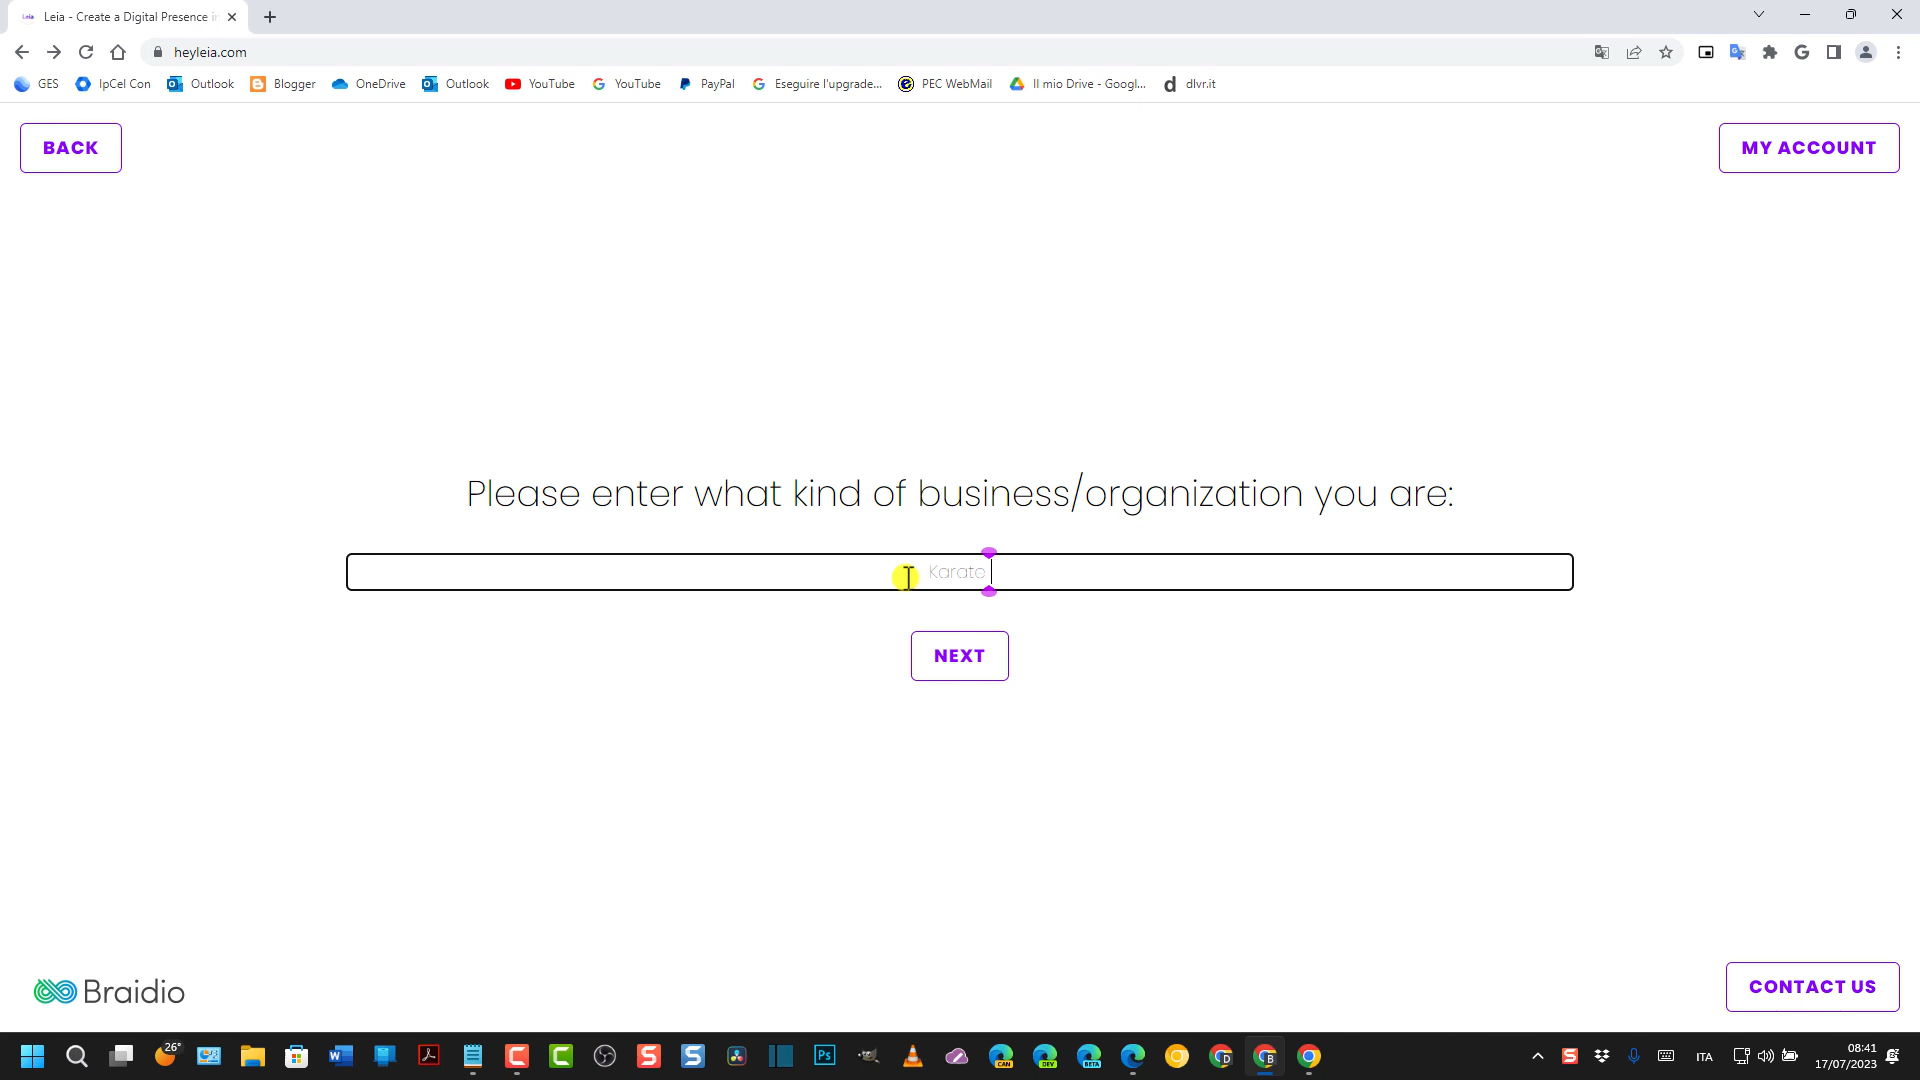 Leia - Create a Digital Presence in
heyleia.com
GES
IpCel Con
Outlook
Blogger
OneDrive
Outlook
YouTube
YouTube
PayPal
Eseguire l'upgrade...
PEC WebMail
Il mio Drive - Googl...
dlvr.it
BACK
MY ACCOUNT
Please enter what kind of business/organization you are:
Karate
NEXT
Braidio
CONTACT US
26°
ITA
08:41
17/07/2023